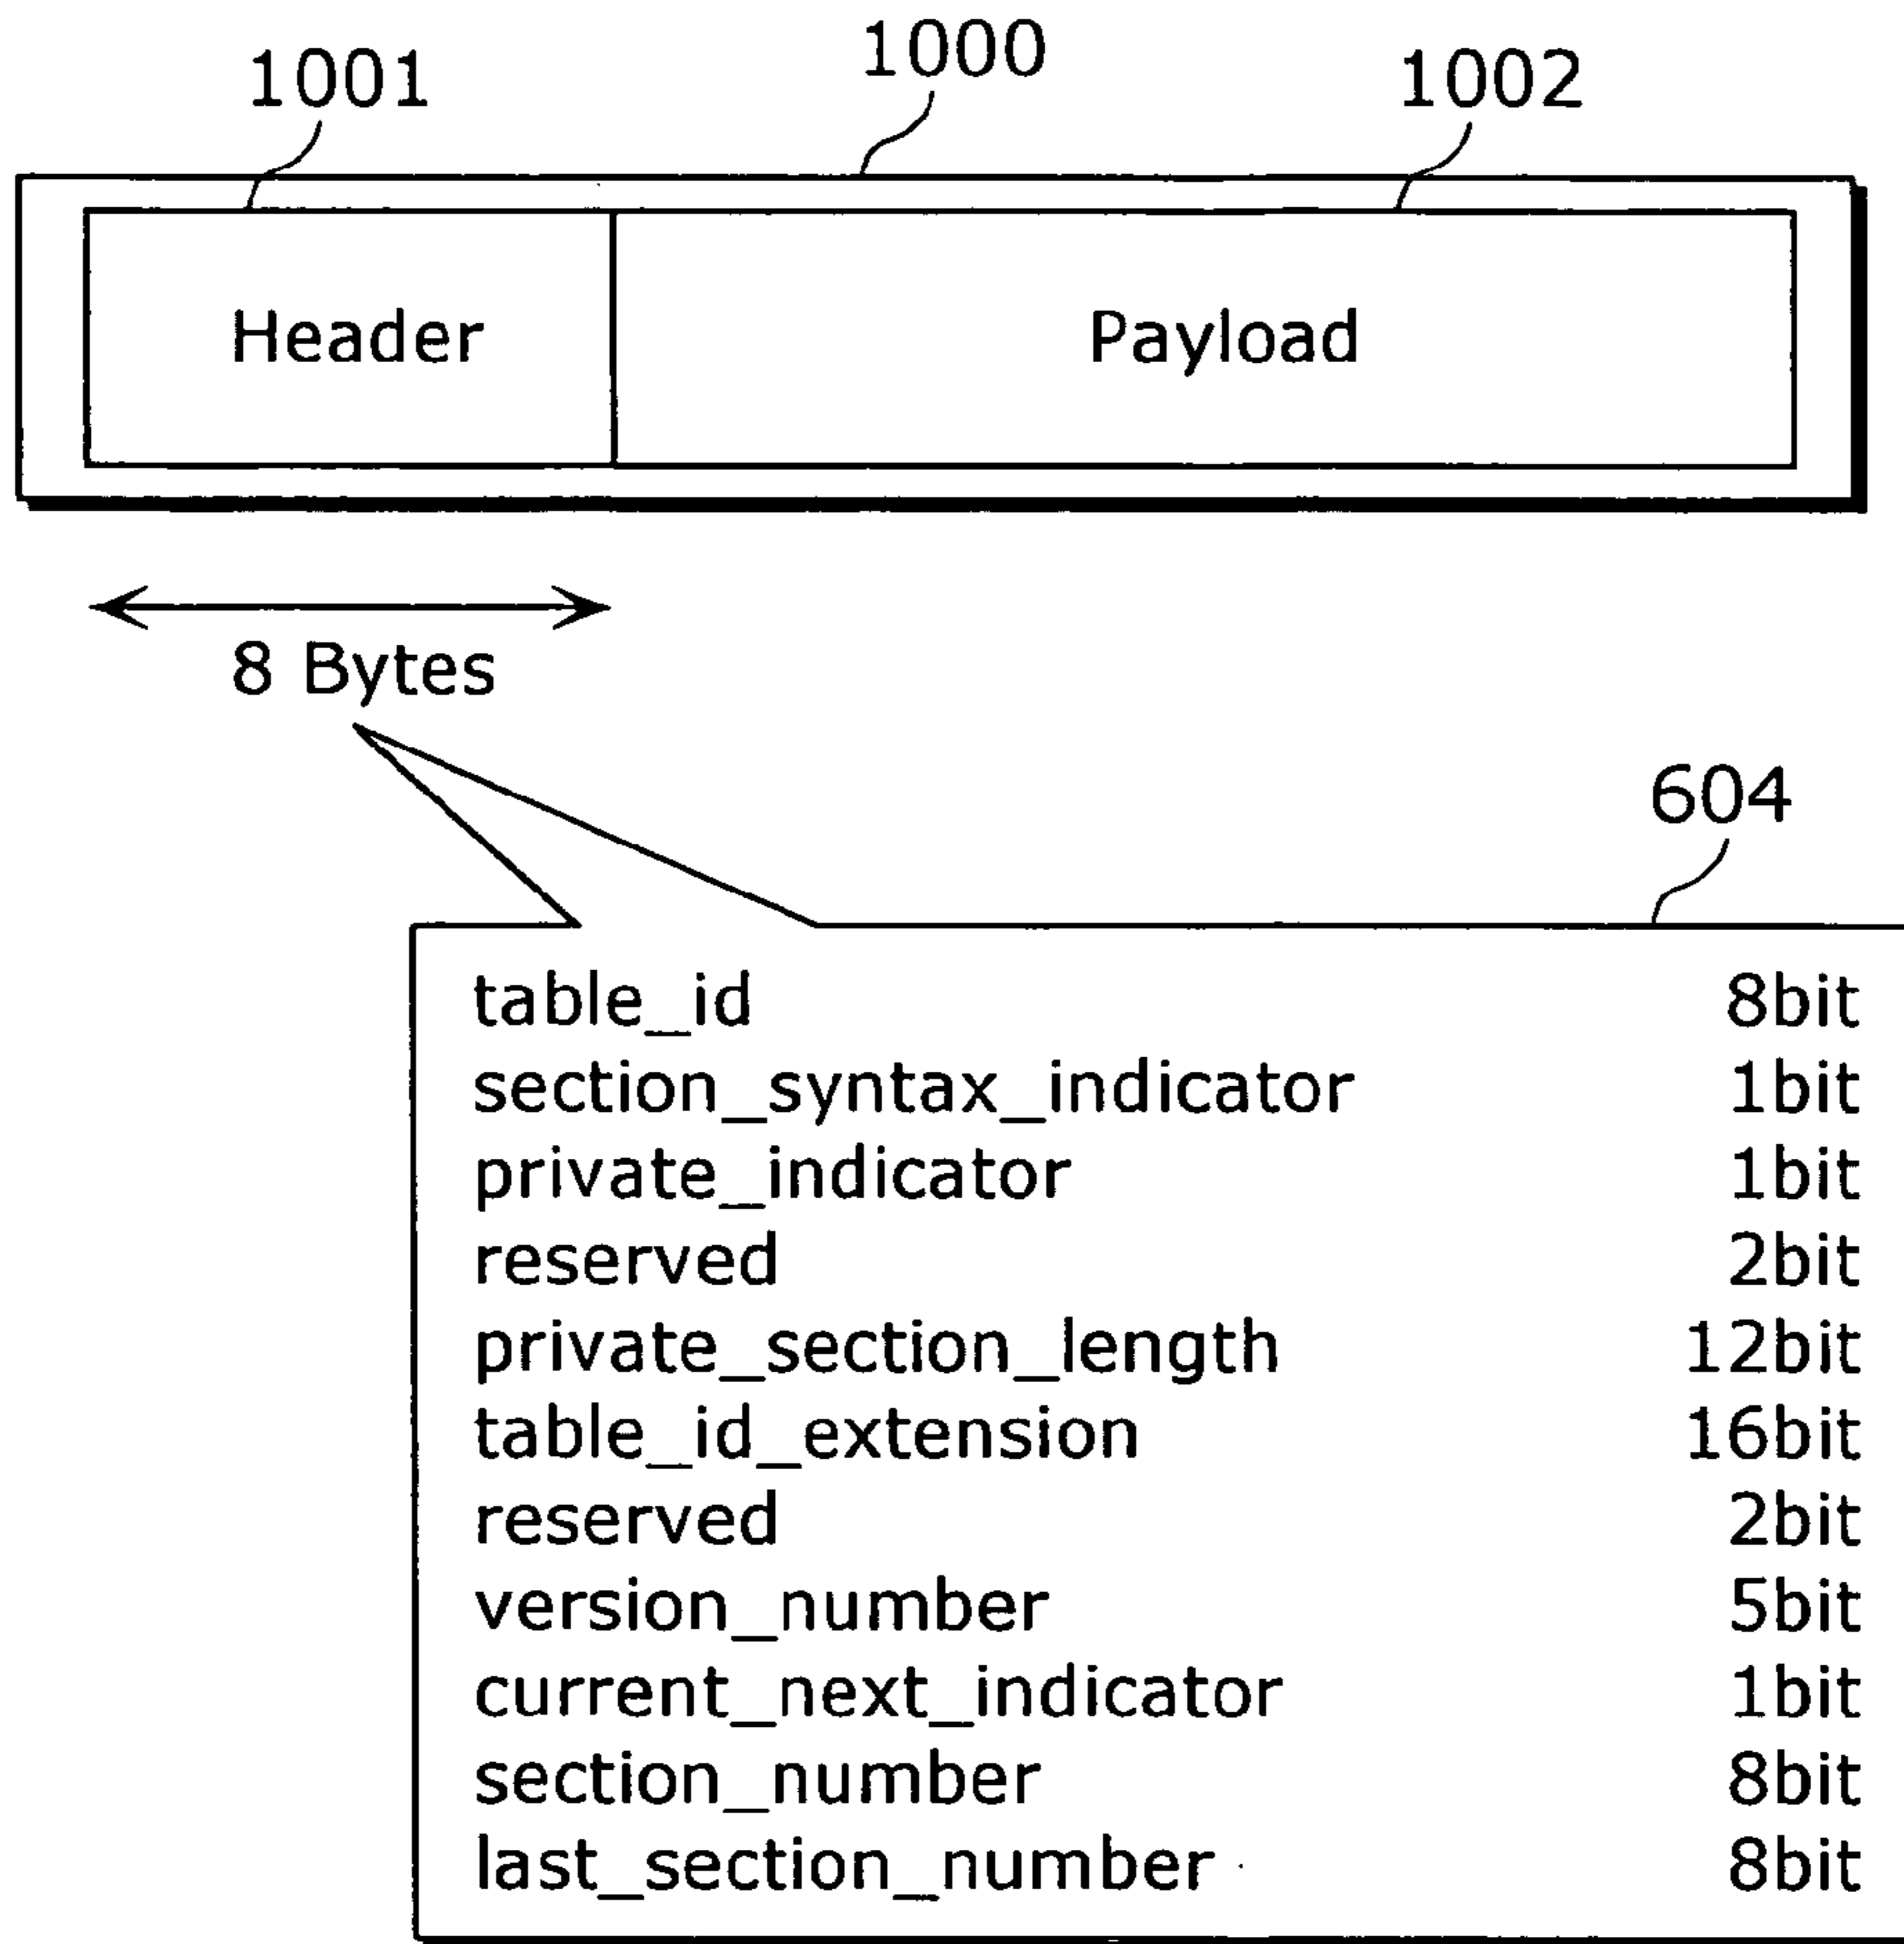 1000
1001
1002
Header
Payload
8 Bytes
604
table_id 8bit
section_syntax_indicator 1bit
private_indicator 1bit
reserved 2bit
private_section_length 12bit
table_id_extension 16bit
reserved 2bit
version_number 5bit
current_next_indicator 1bit
section_number 8bit
last_section_number 8bit